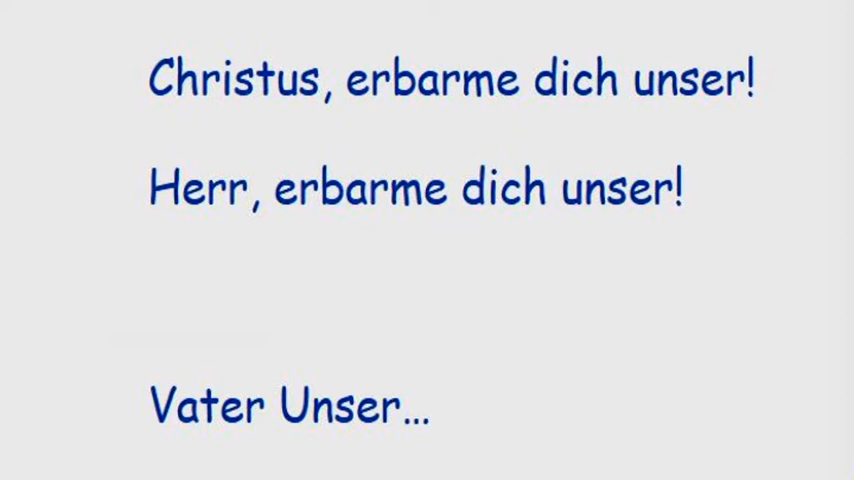 Christus, erbarme dich unser!
Herr, erbarme dich unser!
Vater Unser...